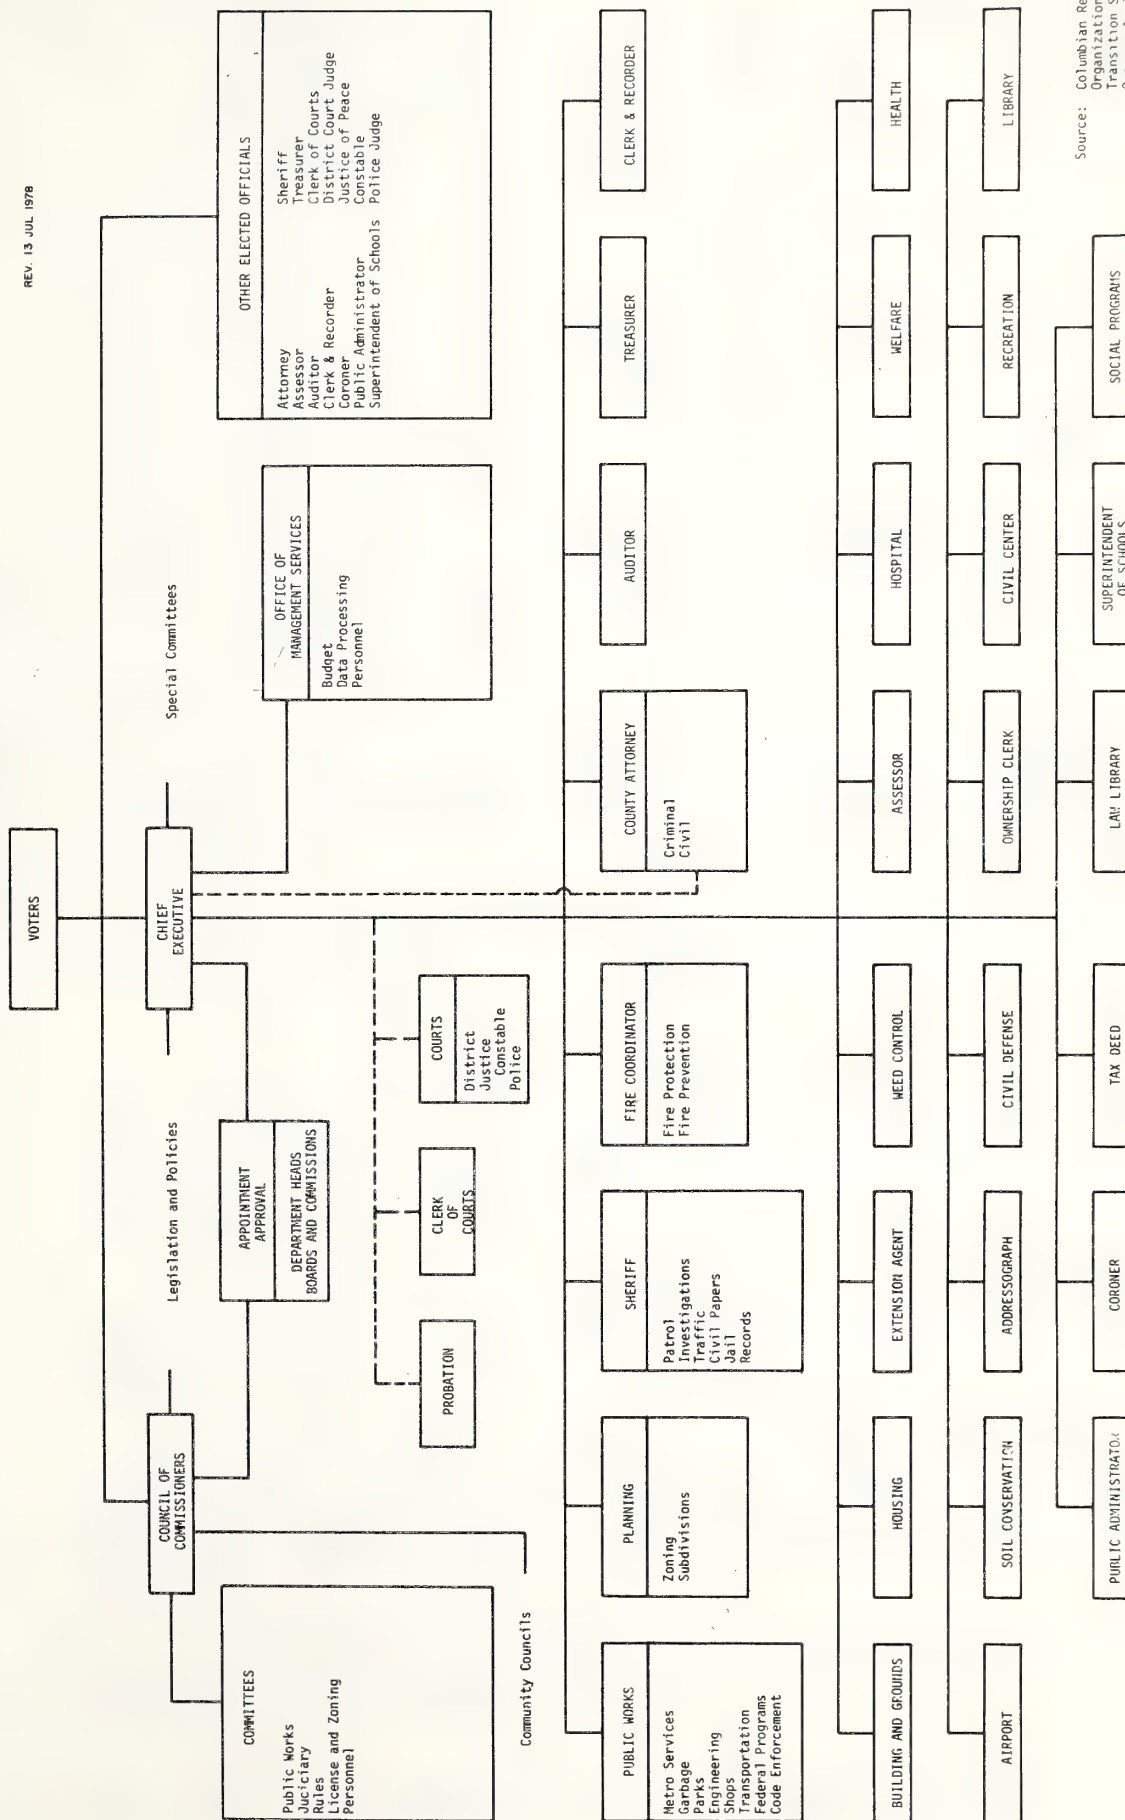 REV. 13 JUL 1978
VOTERS
COUNCIL OF
COMMISSIONERS
Legislation and Policies
CHIEF
EXECUTIVE
Special Committees
COMMITTEES
Public Works
Juciciary
Rules
License and Zoning
Personnel
APPOINTMENT
APPROVAL
DEPARTMENT HEADS
BOARDS AND COMMISSIONS
OFFICE OF
MANAGEMENT SERVICES
Budget
Data Processing
Personnel
OTHER ELECTED OFFICIALS
Attorney
Assessor
Auditor
Clerk & Recorder
Coroner
Public Administrator
Superintendent of Schools
Sheriff
Treasurer
Clerk of Courts
District Court Judge
Justice of Peace
Constable
Police Judge
Community Councils
PROBATION
CLERK
OF
COURTS
COURTS
District
Justice
Constable
Police
PUBLIC WORKS
Metro Services
Garbage
Parks
Engineering
Shops
Transportation
Federal Programs
Code Enforcement
PLANNING
Zoning
Subdivisions
SHERIFF
Patrol
Investigations
Traffic
Civil Papers
Jail
Records
FIRE COORDINATOR
Fire Protection
Fire Prevention
COUNTY ATTORNEY
Criminal
Civil
AUDITOR
TREASURER
CLERK & RECORDER
BUILDING AND GROUNDS
HOUSING
EXTENSION AGENT
WEED CONTROL
ASSESSOR
HOSPITAL
WELFARE
HEALTH
AIRPORT
SOIL CONSERVATION
ADDRESSOGRAPH
CIVIL DEFENSE
OWNERSHIP CLERK
CIVIL CENTER
RECREATION
LIBRARY
PUBLIC ADMINISTRATOR
CORONER
TAX DEED
LAW LIBRARY
SUPERINTENDENT
OF SCHOOLS
SOCIAL PROGRAMS
Source: Columbian
Organization
Transition